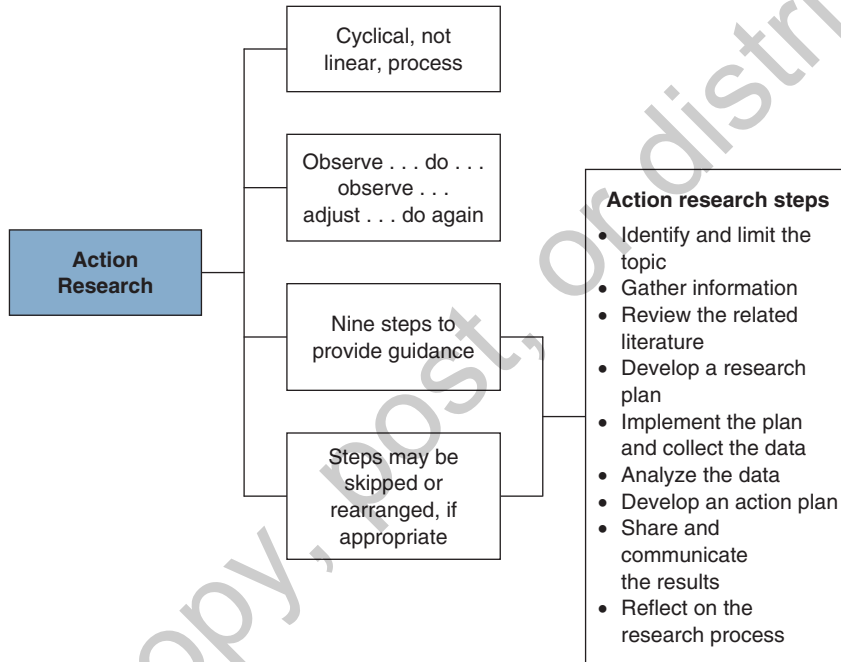 Cyclical, not
linear, process
Observe . . . do . . .
observe . . .
adjust . . . do again
Action
Research
Nine steps to
provide guidance
Steps may be
skipped or
rearranged, if
appropriate
Action research steps
• Identify and limit the
topic
• Gather information
• Review the related
literature
• Develop a research
plan
• Implement the plan
and collect the data
• Analyze the data
• Develop an action plan
• Share and
communicate
the results
• Reflect on the
research process
post, or